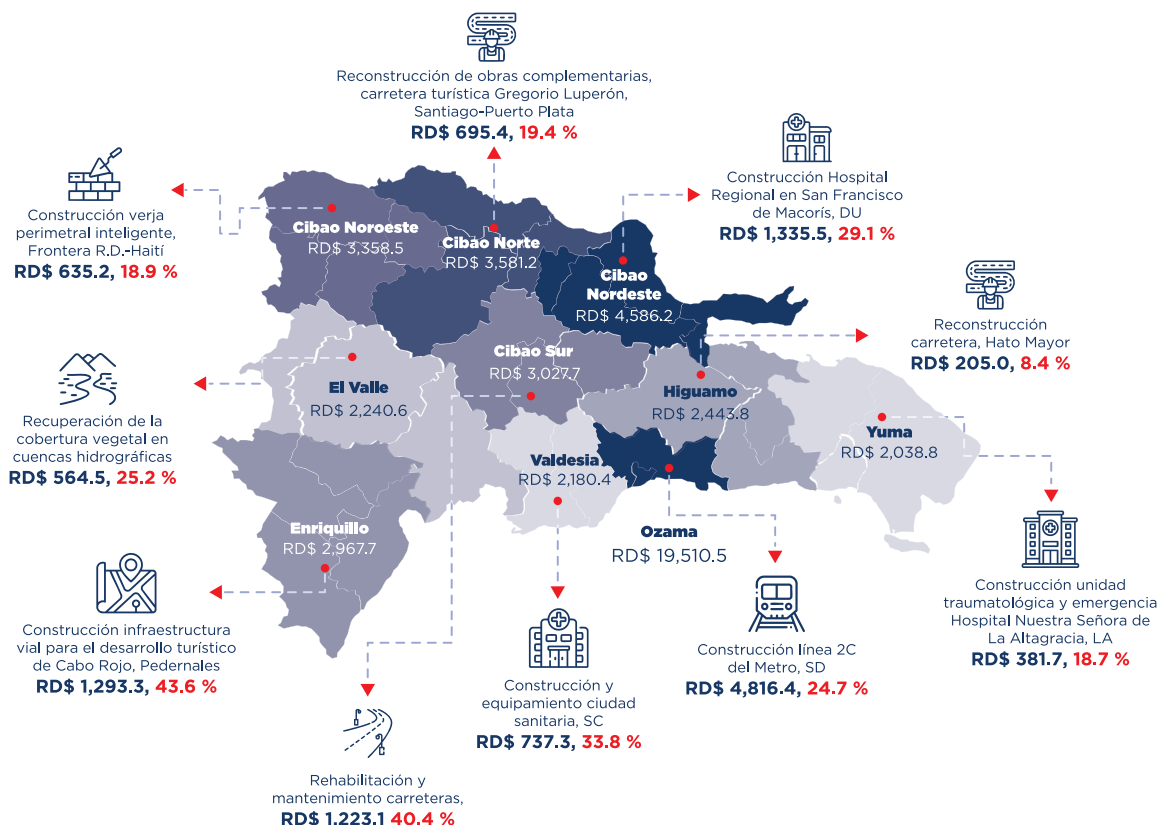 Reconstrucción de obras complementarias,
carretera turística Gregorio Luperón,
Santiago-Puerto Plata
RD$ 695.4, 19.4 %
Construcción Hospital
Regional en San Francisco
de Macorís, DU
RD$ 1,335.5, 29.1 %
Construcción verja
perimetral inteligente,
Frontera R.D.-Haití
RD$ 635.2, 18.9 %
Cibao Noroeste
RD$ 3,358.5
Cibao Norte
RD$ 3,581.2
Cibao
Nordeste
RD$ 4,586.2
Reconstrucción
carretera, Hato Mayor
RD$ 205.0, 8.4 %
Cibao Sur
RD$ 3,027.7
El Valle
RD$ 2,240.6
Higuamo
RD$ 2,443.8
Yuma
RD$ 2,038.8
Recuperación de la
cobertura vegetal en
cuencas hidrográficas
RD$ 564.5, 25.2 %
Valdesia
RD$ 2,180.4
Enriquillo
RD$ 2,967.7
Ozama
RD$ 19,510.5
Construcción unidad
traumatológica y emergencia
Hospital Nuestra Señora de
La Altagracia, LA
RD$ 381.7, 18.7 %
Construcción infraestructura
vial para el desarrollo turístico
de Cabo Rojo, Pedernales
RD$ 1,293.3, 43.6 %
Construcción línea 2C
del Metro, SD
RD$ 4,816.4, 24.7 %
Construcción y
equipamiento ciudad
sanitaria, SC
RD$ 737.3, 33.8 %
Rehabilitación y
mantenimiento carreteras,
RD$ 1,223.1 40.4 %